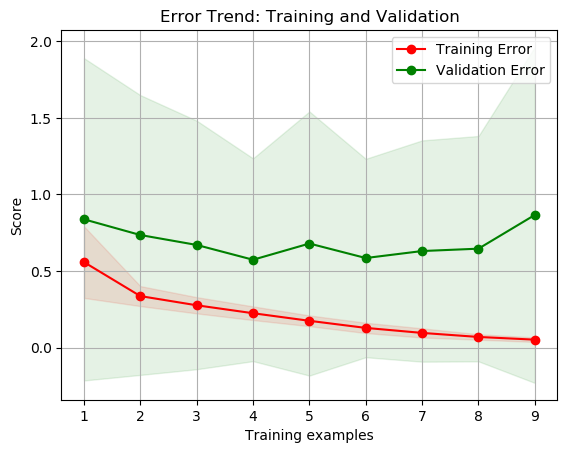 Error Trend: Training and Validation
Training Error
Validation Error
2.0
1.5
1.0
0.5
0.0
Score
1 2 3 4 5 6 7 8 9
Training examples